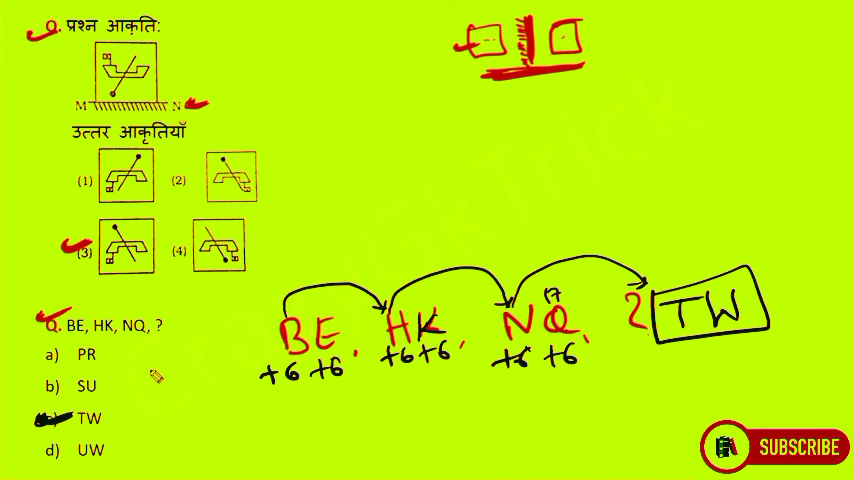 Q. प्रश्न आकृति:
M N
उत्तर आकृतियाँ
(1) (2)
(3) (4)
Q. BE, HK, NQ, ?
a) PR
b) SU
c) TW
d) UW
17
BE, HK, NQ, ? TW
+6 +6 +6 +6 +6 +6
CrazyGkTrick
SUBSCRIBE